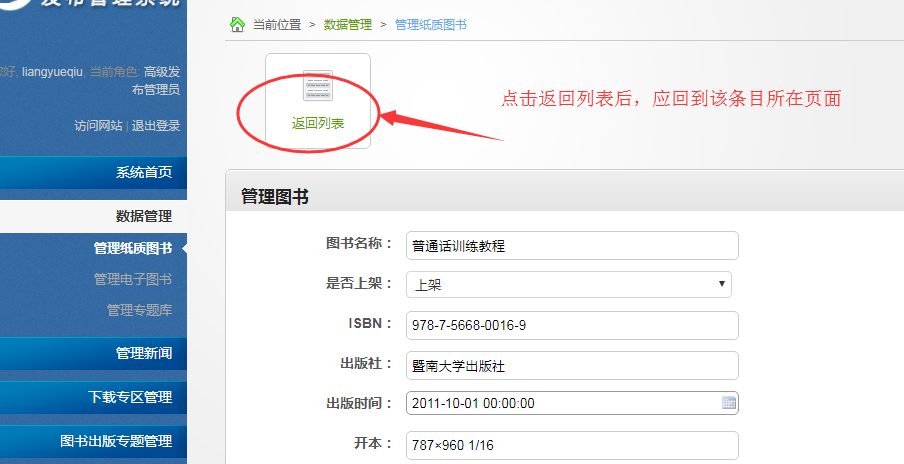 发布管理系统
您好, liangyueqiu, 当前角色: 高级发
布管理员
访问网站 | 退出登录
系统首页
数据管理
管理纸质图书
管理电子图书
管理专题库
管理新闻
下载专区管理
图书出版专题管理
当前位置 > 数据管理 > 管理纸质图书
返回列表
点击返回列表后，应回到该条目所在页面
管理图书
图书名称： 普通话训练教程
是否上架： 上架
ISBN： 978-7-5668-0016-9
出版社： 暨南大学出版社
出版时间： 2011-10-01 00:00:00
开本： 787×960 1/16